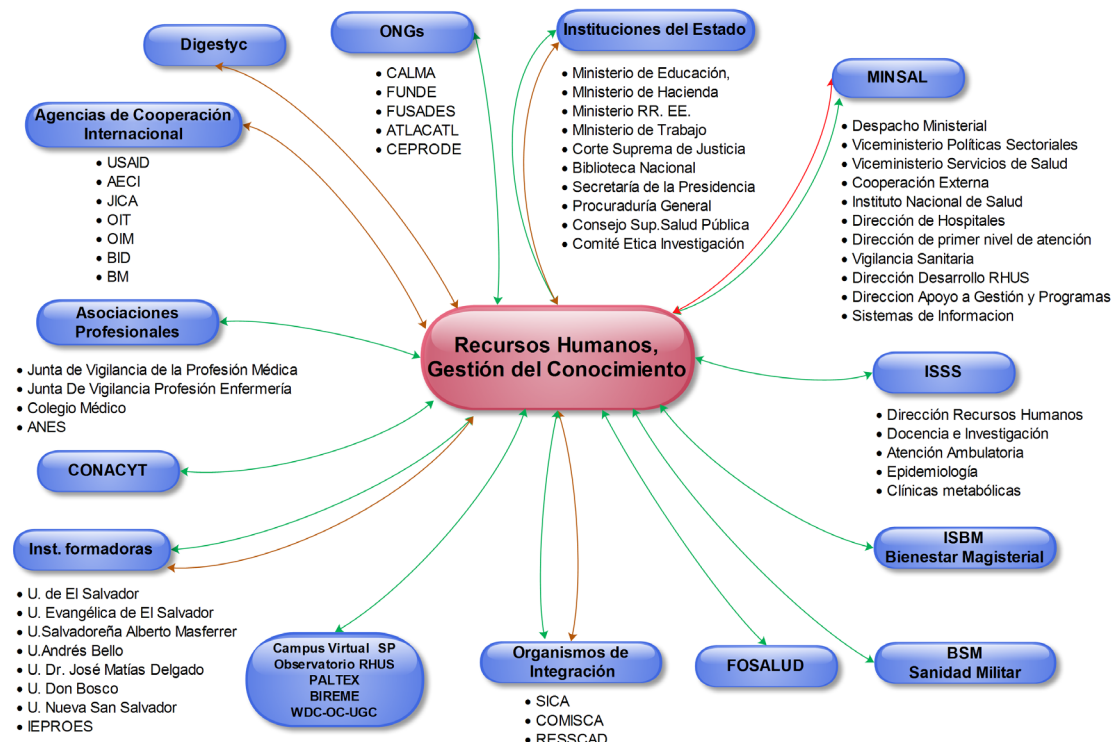 Digestyc
ONGs
• CALMA
• FUNDE
• FUSADES
• ATLACATL
• CEPRODE
Instituciones del Estado
• Ministerio de Educación,
• MInisterio de Hacienda
• Ministerio RR. EE.
• MInisterio de Trabajo
• Corte Suprema de Justicia
• Biblioteca Nacional
• Secretaría de la Presidencia
• Procuraduría General
• Consejo Sup.Salud Pública
• Comité Etica Investigación
MINSAL
• Despacho Ministerial
• Viceministerio Políticas Sectoriales
• Viceministerio Servicios de Salud
• Cooperación Externa
• Instituto Nacional de Salud
• Dirección de Hospitales
• Dirección de primer nivel de atención
• Vigilancia Sanitaria
• Dirección Desarrollo RHUS
• Direccion Apoyo a Gestión y Programas
• Sistemas de Informacion
Agencias de Cooperación
Internacional
• USAID
• AECI
• JICA
• OIT
• OIM
• BID
• BM
Asociaciones
Profesionales
• Junta de Vigilancia de la Profesión Médica
• Junta De Vigilancia Profesión Enfermería
• Colegio Médico
• ANES
Recursos Humanos,
Gestión del Conocimiento
ISSS
• Dirección Recursos Humanos
• Docencia e Investigación
• Atención Ambulatoria
• Epidemiología
• Clínicas metabólicas
CONACYT
Inst. formadoras
• U. de El Salvador
• U. Evangélica de El Salvador
• U.Salvadoreña Alberto Masferrer
• U.Andrés Bello
• U. Dr. José Matías Delgado
• U. Don Bosco
• U. Nueva San Salvador
• IEPROES
Campus Virtual SP
Observatorio RHUS
PALTEX
BIREME
WDC-OC-UGC
Organismos de
Integración
• SICA
• COMISCA
• RESSCAD
FOSALUD
ISBM
Bienestar Magisterial
BSM
Sanidad Militar